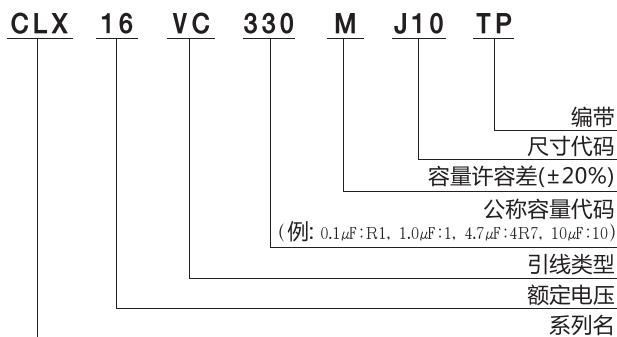 CLX 16 VC 330 M J10 TP
编带
尺寸代码
容量许容差(±20%)
公称容量代码
(例: 0.1μF:R1, 1.0μF:1, 4.7μF:4R7, 10μF:10)
引线类型
额定电压
系列名